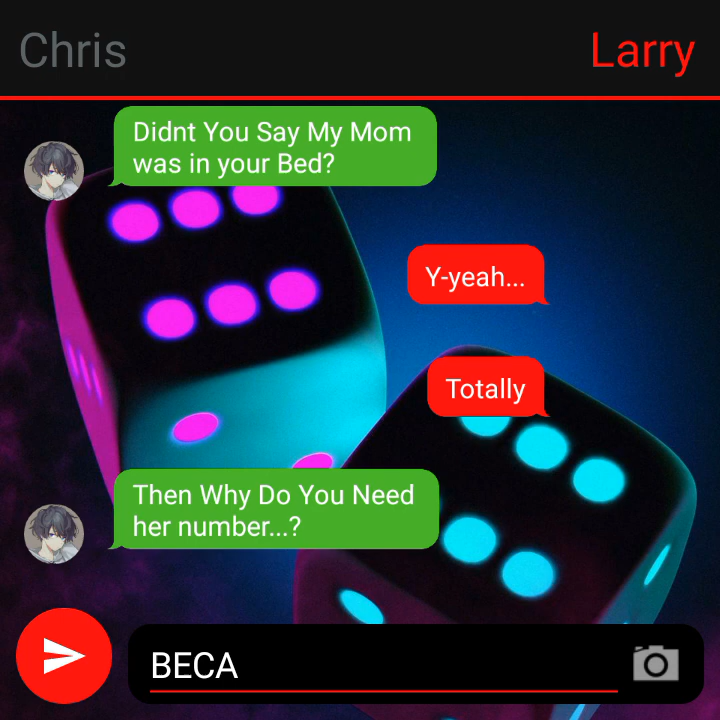 Chris
Larry
Didnt You Say My Mom
was in your Bed?
Y-yeah...
Totally
Then Why Do You Need
her number...?
BECA